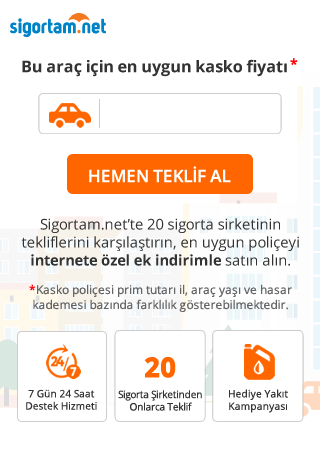 sigortam.net
Bu araç için en uygun kasko fiyatı*
HEMEN TEKLİF AL
Sigortam.net'te 20 sigorta sirketinin
tekliflerini karşılaştırın, en uygun poliçeyi
internete özel ek indirimle satın alın.
*Kasko poliçesi prim tutarı il, araç yaşı ve hasar
kademesi bazında farklılık gösterebilmektedir.
24/7
7 Gün 24 Saat
Destek Hizmeti
20
Sigorta Şirketinden
Onlarca Teklif
Hediye Yakıt
Kampanyası